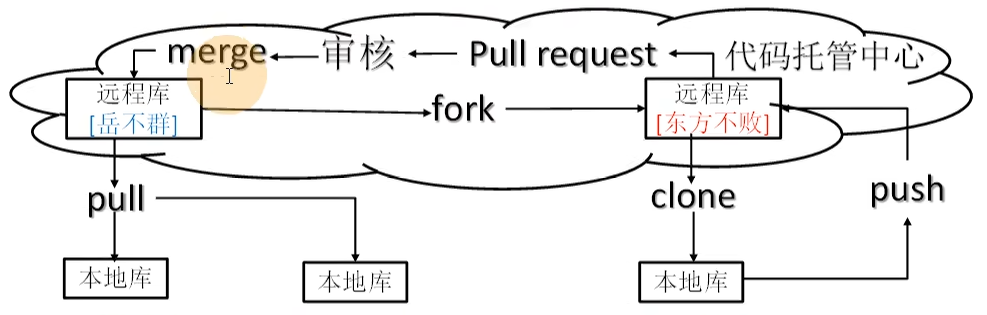 merge
审核
Pull request
代码托管中心
远程库
[岳不群]
fork
远程库
[东方不败]
pull
clone
push
本地库
本地库
本地库